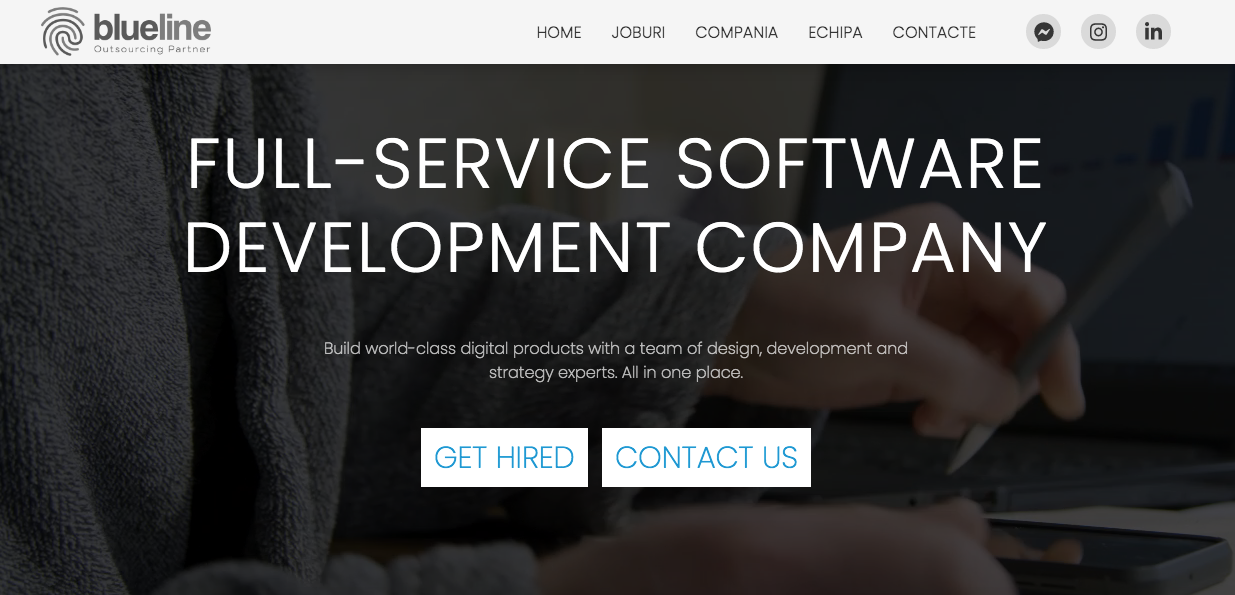 blueline
Outsourcing Partner
HOME JOBURI COMPANIA ECHIPA CONTACTE
FULL-SERVICE SOFTWARE
DEVELOPMENT COMPANY
Build world-class digital products with a team of design, development and
strategy experts. All in one place.
GET HIRED CONTACT US